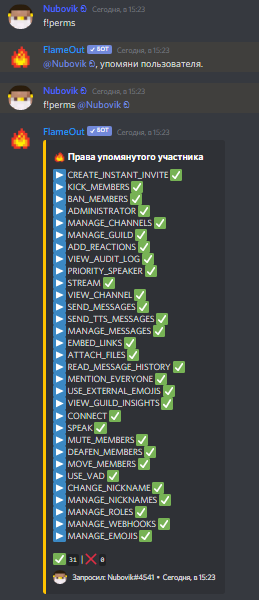 Nubovik Сегодня, в 15:23
f!perms
FlameOut ✓ БОТ Сегодня, в 15:23
@Nubovik, упомяни пользователя.
Nubovik Сегодня, в 15:23
f!perms @Nubovik
FlameOut ✓ БОТ Сегодня, в 15:23
Права упомянутого участника
CREATE_INSTANT_INVITE
KICK_MEMBERS
BAN_MEMBERS
ADMINISTRATOR
MANAGE_CHANNELS
MANAGE_GUILD
ADD_REACTIONS
VIEW_AUDIT_LOG
PRIORITY_SPEAKER
STREAM
VIEW_CHANNEL
SEND_MESSAGES
SEND_TTS_MESSAGES
MANAGE_MESSAGES
EMBED_LINKS
ATTACH_FILES
READ_MESSAGE_HISTORY
MENTION_EVERYONE
USE_EXTERNAL_EMOJIS
VIEW_GUILD_INSIGHTS
CONNECT
SPEAK
MUTE_MEMBERS
DEAFEN_MEMBERS
MOVE_MEMBERS
USE_VAD
CHANGE_NICKNAME
MANAGE_NICKNAMES
MANAGE_ROLES
MANAGE_WEBHOOKS
MANAGE_EMOJIS
31 | 0
Запросил: Nubovik#4541 • Сегодня, в 15:23